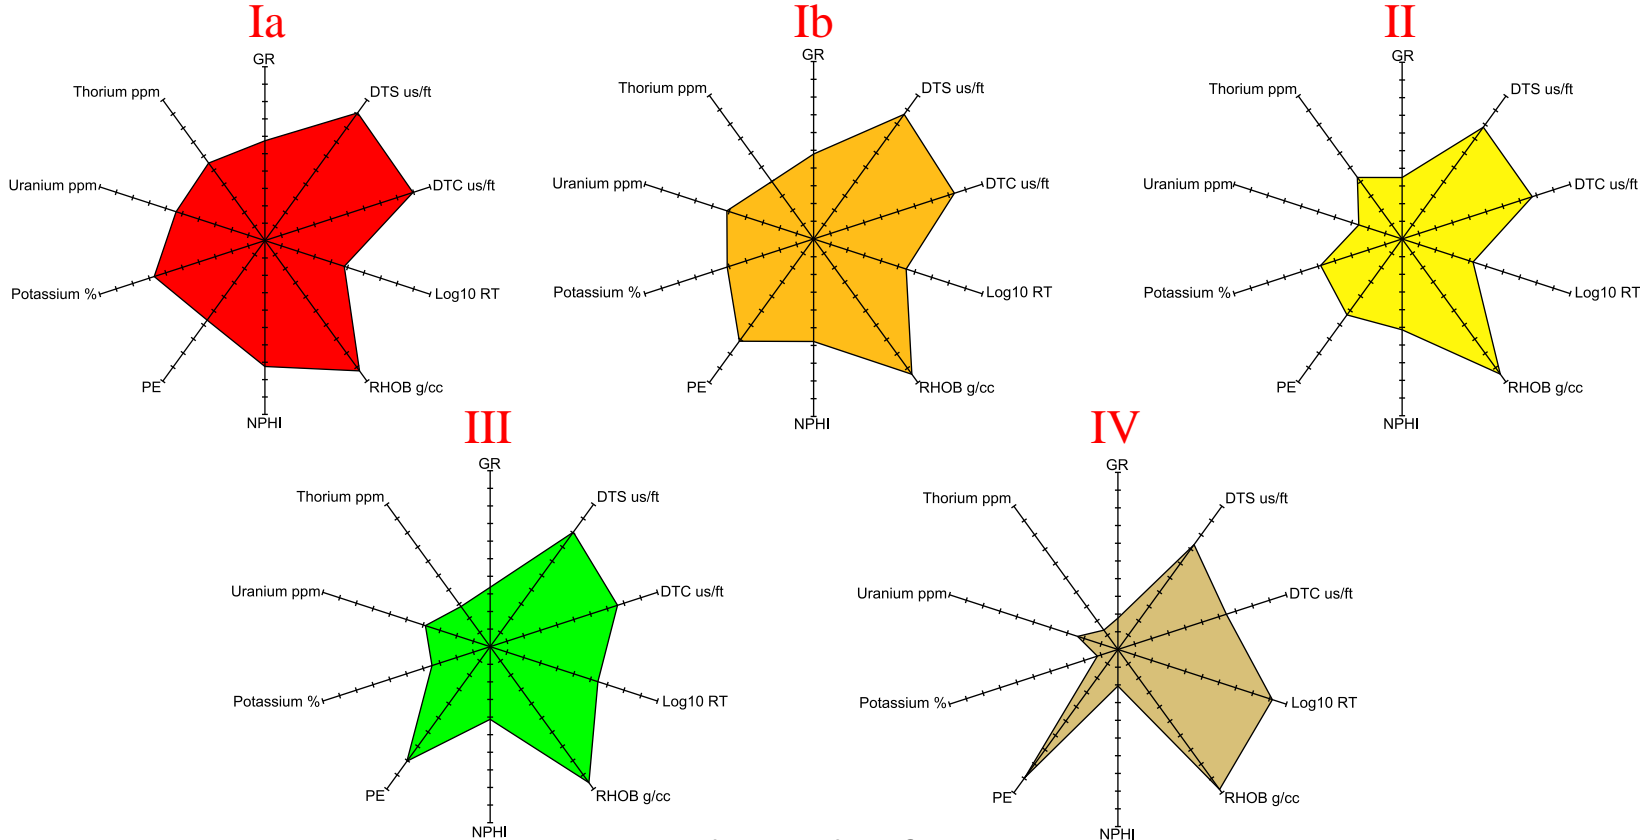 Ia
GR
DTS us/ft
Thorium ppm
Uranium ppm
DTC us/ft
Potassium %
Log10 RT
PE
RHOB g/cc
NPHI
Ib
GR
DTS us/ft
Thorium ppm
Uranium ppm
DTC us/ft
Potassium %
Log10 RT
PE
RHOB g/cc
NPHI
II
GR
DTS us/ft
Thorium ppm
Uranium ppm
DTC us/ft
Potassium %
Log10 RT
PE
RHOB g/cc
NPHI
III
GR
DTS us/ft
Thorium ppm
Uranium ppm
DTC us/ft
Potassium %
Log10 RT
PE
RHOB g/cc
NPHI
IV
GR
DTS us/ft
Thorium ppm
Uranium ppm
DTC us/ft
Potassium %
Log10 RT
PE
RHOB g/cc
NPHI